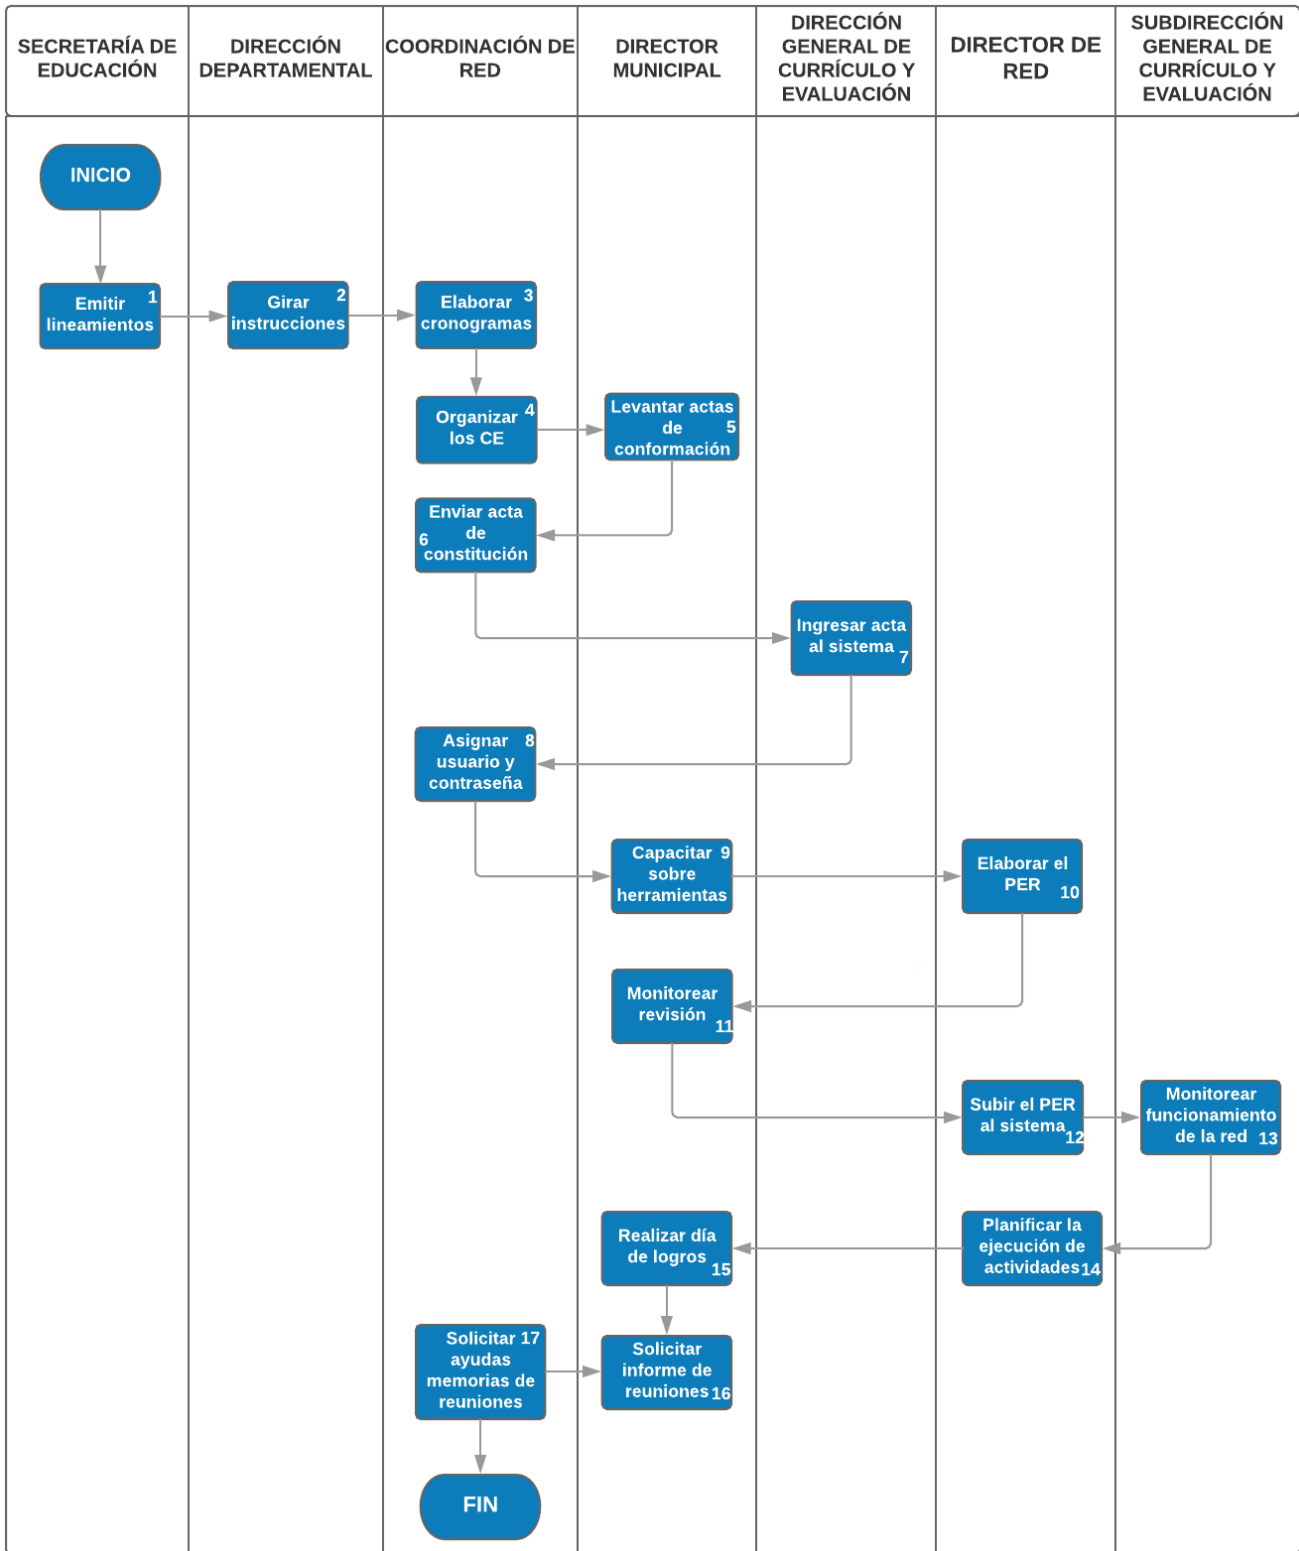 SECRETARÍA DE
EDUCACIÓN
DIRECCIÓN
DEPARTAMENTAL
COORDINACIÓN DE
RED
DIRECTOR
MUNICIPAL
DIRECCIÓN
GENERAL DE
CURRÍCULO Y
EVALUACIÓN
DIRECTOR DE
RED
SUBDIRECCIÓN
GENERAL DE
CURRÍCULO Y
EVALUACIÓN
INICIO
Emitir 1
lineamientos
Girar 2
instrucciones
Elaborar 3
cronogramas
Organizar 4
los CE
Levantar actas
de 5
conformación
Enviar acta
de
6
constitución
Ingresar acta
al sistema 7
Asignar 8
usuario y
contraseña
Capacitar 9
sobre
herramientas
Elaborar el
PER
10
Monitorear
revisión
11
Subir el PER
al sistema 12
Monitorear
funcionamiento
de la red 13
Planificar la
ejecución de
actividades 14
Realizar día
de logros
15
Solicitar
informe de
reuniones 16
Solicitar 17
ayudas
memorias de
reuniones
FIN